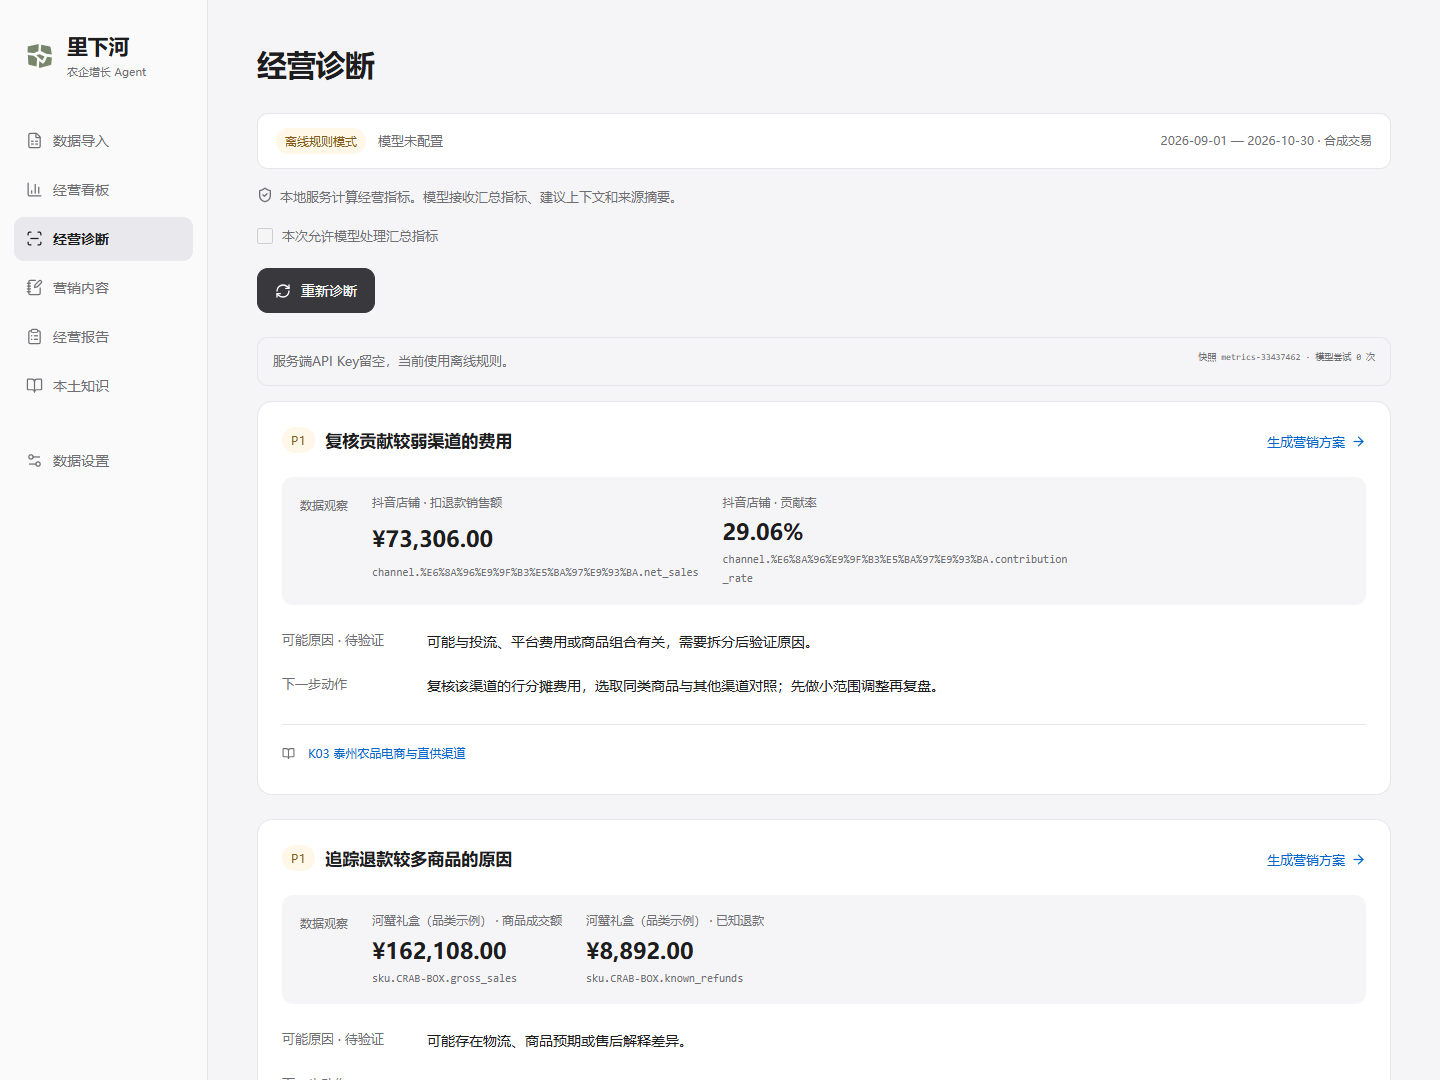 里下河
农企增长 Agent
数据导入
经营看板
经营诊断
营销内容
经营报告
本土知识
数据设置
经营诊断
离线规则模式
模型未配置
2026-09-01 — 2026-10-30 · 合成交易
本地服务计算经营指标。模型接收汇总指标、建议上下文和来源摘要。
本次允许模型处理汇总指标
重新诊断
服务端API Key留空，当前使用离线规则。
快照 metrics-33437462 · 模型尝试 0 次
P1
复核贡献较弱渠道的费用
生成营销方案
数据观察
抖音店铺 · 扣退款销售额
¥73,306.00
channel.%E6%8A%96%E9%9F%B3%E5%BA%97%E9%93%BA.net_sales
抖音店铺 · 贡献率
29.06%
channel.%E6%8A%96%E9%9F%B3%E5%BA%97%E9%93%BA.contribution
_rate
可能原因 · 待验证
可能与投流、平台费用或商品组合有关，需要拆分后验证原因。
下一步动作
复核该渠道的行分摊费用，选取同类商品与其他渠道对照；先做小范围调整再复盘。
K03 泰州农品电商与直供渠道
P1
追踪退款较多商品的原因
生成营销方案
数据观察
河蟹礼盒（品类示例） · 商品成交额
¥162,108.00
sku.CRAB-BOX.gross_sales
河蟹礼盒（品类示例） · 已知退款
¥8,892.00
sku.CRAB-BOX.known_refunds
可能原因 · 待验证
可能存在物流、商品预期或售后解释差异。